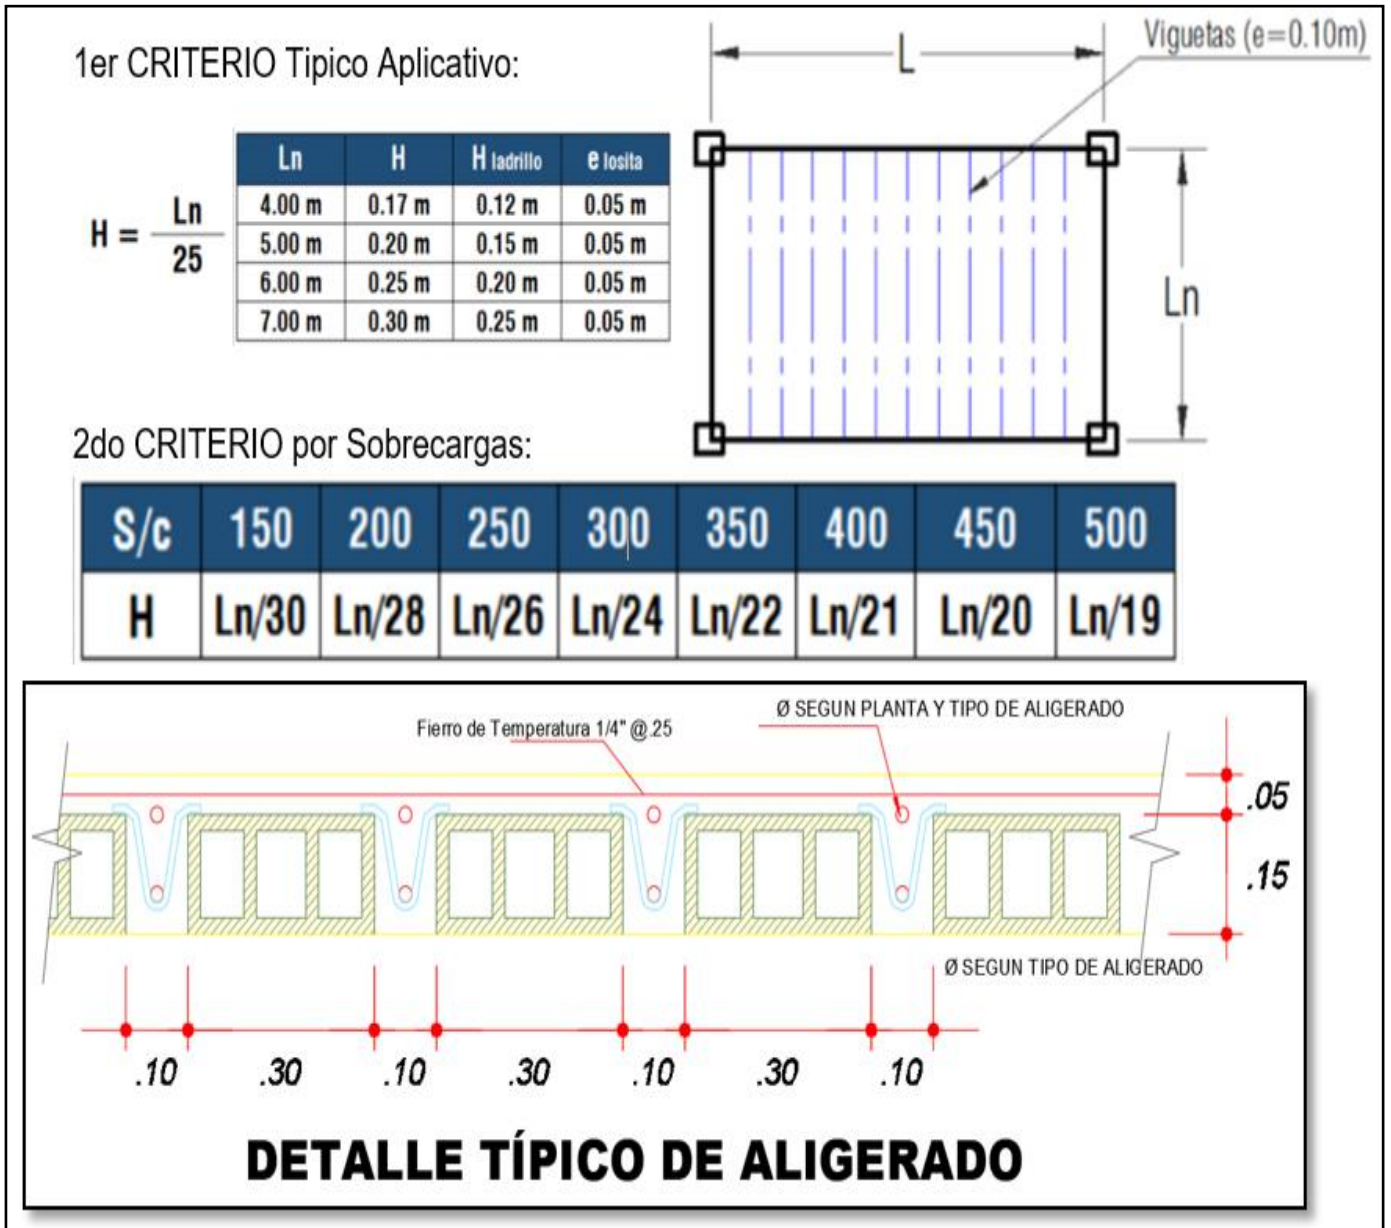 1er CRITERIO Tipico Aplicativo:
L
Viguetas (e=0.10m)
H = Ln
25
Ln H H ladrillo e losita
4.00 m 0.17 m 0.12 m 0.05 m
5.00 m 0.20 m 0.15 m 0.05 m
6.00 m 0.25 m 0.20 m 0.05 m
7.00 m 0.30 m 0.25 m 0.05 m
Ln
2do CRITERIO por Sobrecargas:
S/c 150 200 250 300 350 400 450 500
H Ln/30 Ln/28 Ln/26 Ln/24 Ln/22 Ln/21 Ln/20 Ln/19
Fierro de Temperatura 1/4" @.25
Ø SEGUN PLANTA Y TIPO DE ALIGERADO
.05
.15
Ø SEGUN TIPO DE ALIGERADO
.10 .30 .10 .30 .10 .30 .10
DETALLE TÍPICO DE ALIGERADO